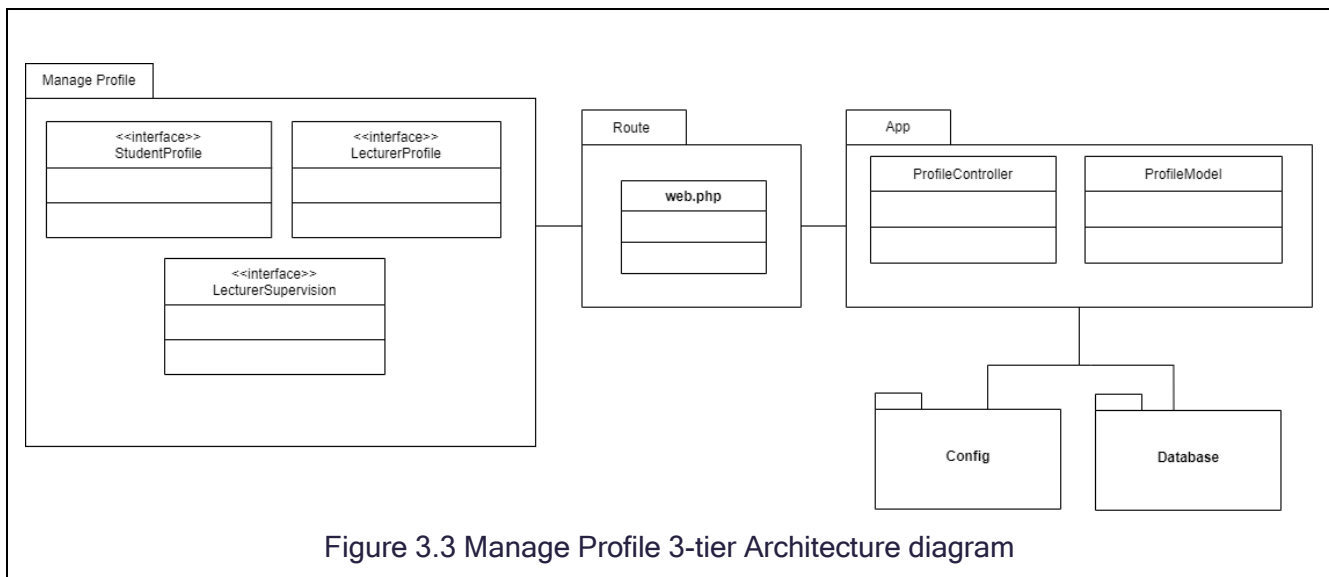 Manage Profile
<<interface>>
StudentProfile
<<interface>>
LecturerProfile
<<interface>>
LecturerSupervision
Route
web.php
App
ProfileController
ProfileModel
Config
Database
Figure 3.3 Manage Profile 3-tier Architecture diagram